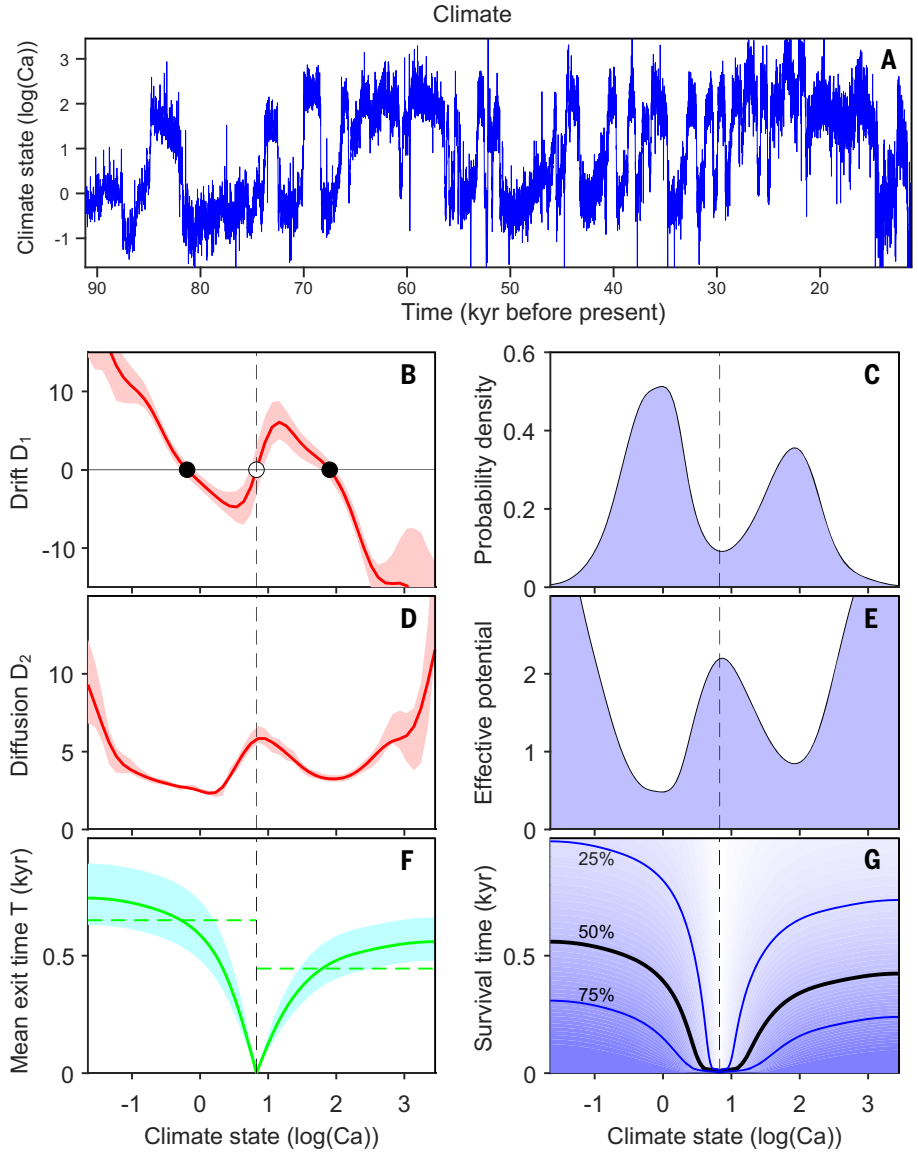 Climate
Climate state (log(Ca))
A
3
2
1
0
-1
90
80
70
60
50
40
30
20
Time (kyr before present)
Drift D1
B
10
0
-10
Probability density
C
0.6
0.4
0.2
0
Diffusion D2
D
10
5
0
Effective potential
E
2
1
0
Mean exit time T (kyr)
F
0.5
0
-1
0
1
2
3
Climate state (log(Ca))
Survival time (kyr)
G
25%
50%
75%
0.5
0
-1
0
1
2
3
Climate state (log(Ca))